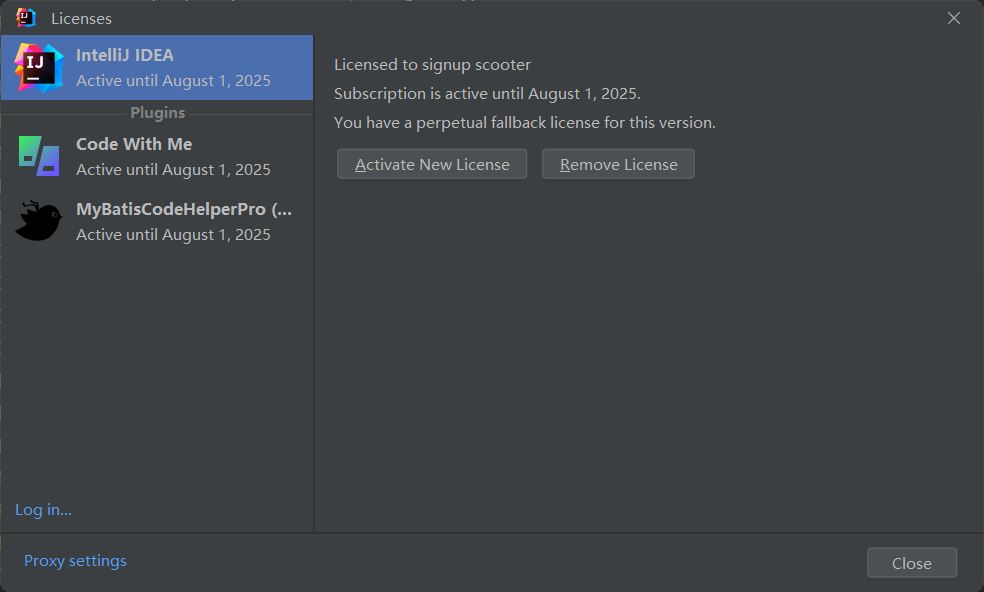 Licenses
IJ
IntelliJ IDEA
Active until August 1, 2025
Plugins
Code With Me
Active until August 1, 2025
MyBatisCodeHelperPro (...
Active until August 1, 2025
Log in...
Licensed to signup scooter
Subscription is active until August 1, 2025.
You have a perpetual fallback license for this version.
Activate New License
Remove License
Proxy settings
Close